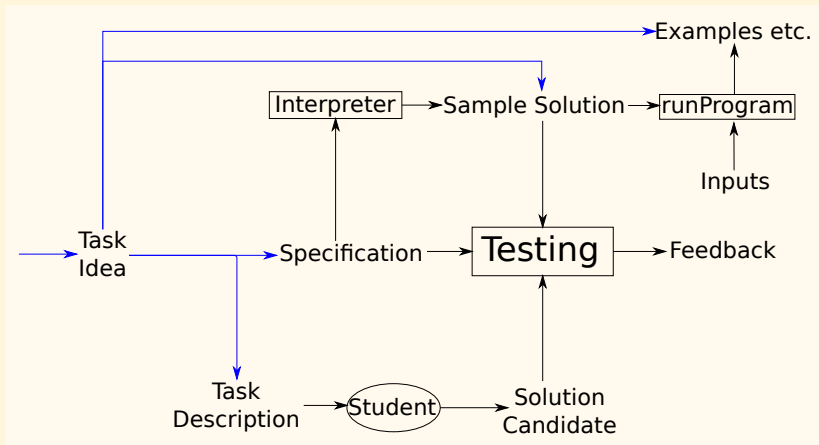 Examples etc.
Interpreter
Sample Solution
runProgram
Inputs
Task
Idea
Specification
Testing
Feedback
Task
Description
Student
Solution
Candidate